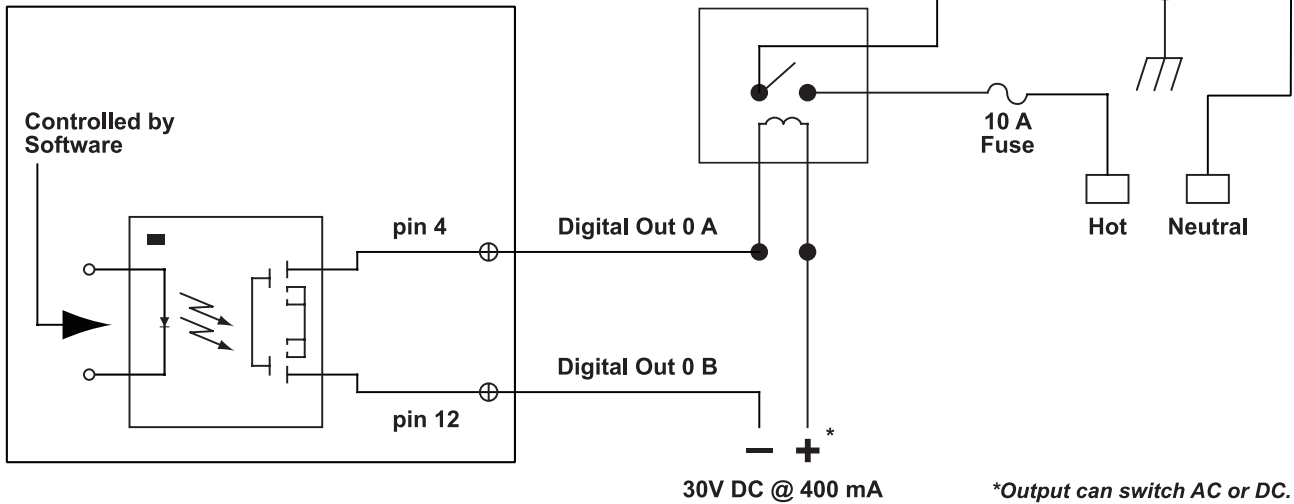 Controlled by
Software
10 A
Fuse
Hot
Neutral
pin 4
Digital Out 0 A
Digital Out 0 B
pin 12
*
30V DC @ 400 mA
*Output can switch AC or DC.